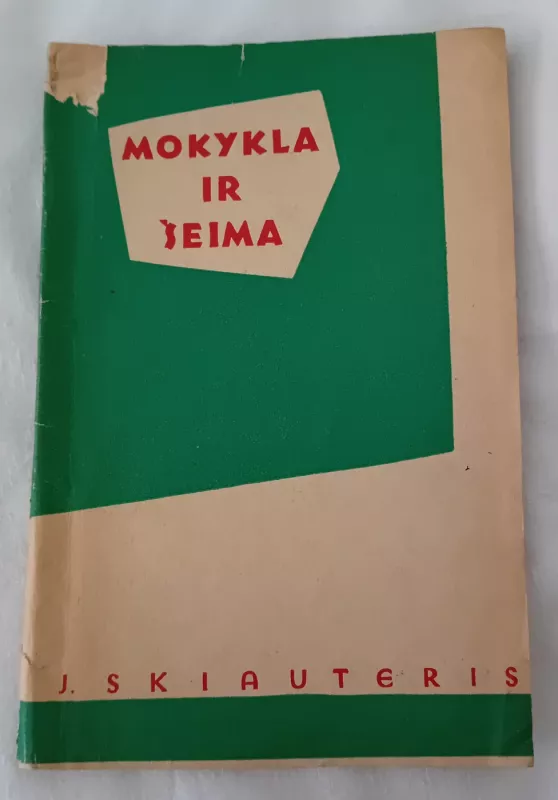 MOKYKLA
IR
ŠEIMA
J. SKIAUTERIS